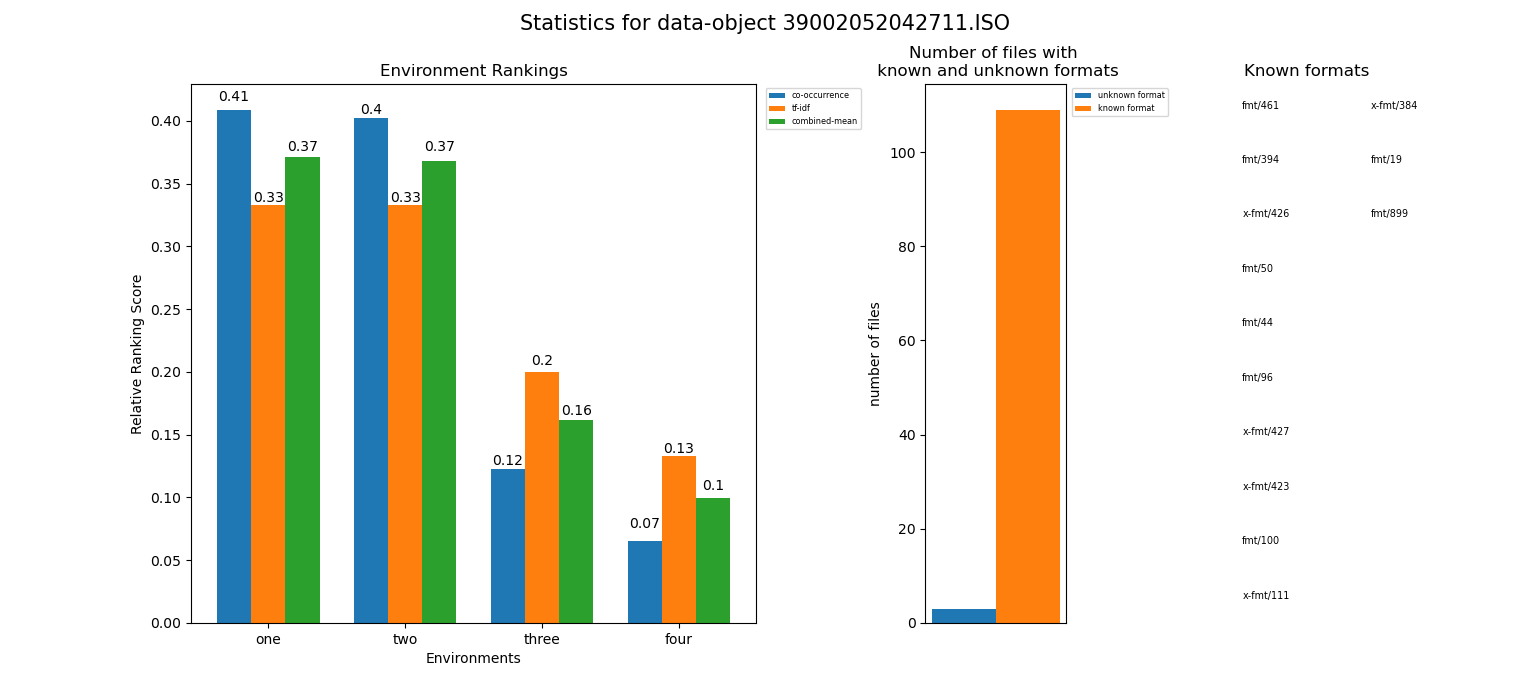 Statistics for data-object 39002052042711.ISO
Environment Rankings
0.41
0.4
0.33
0.37
0.33
0.37
0.12
0.2
0.16
0.07
0.13
0.1
0.40
0.35
0.30
0.25
0.20
0.15
0.10
0.05
0.00
Relative Ranking Score
one two three four
Environments
co-occurrence
tf-idf
combined-mean
Number of files with
known and unknown formats
100
80
60
40
20
0
number of files
unknown format
known format
Known formats
fmt/461 x-fmt/384
fmt/394 fmt/19
x-fmt/426 fmt/899
fmt/50
fmt/44
fmt/96
x-fmt/427
x-fmt/423
fmt/100
x-fmt/111